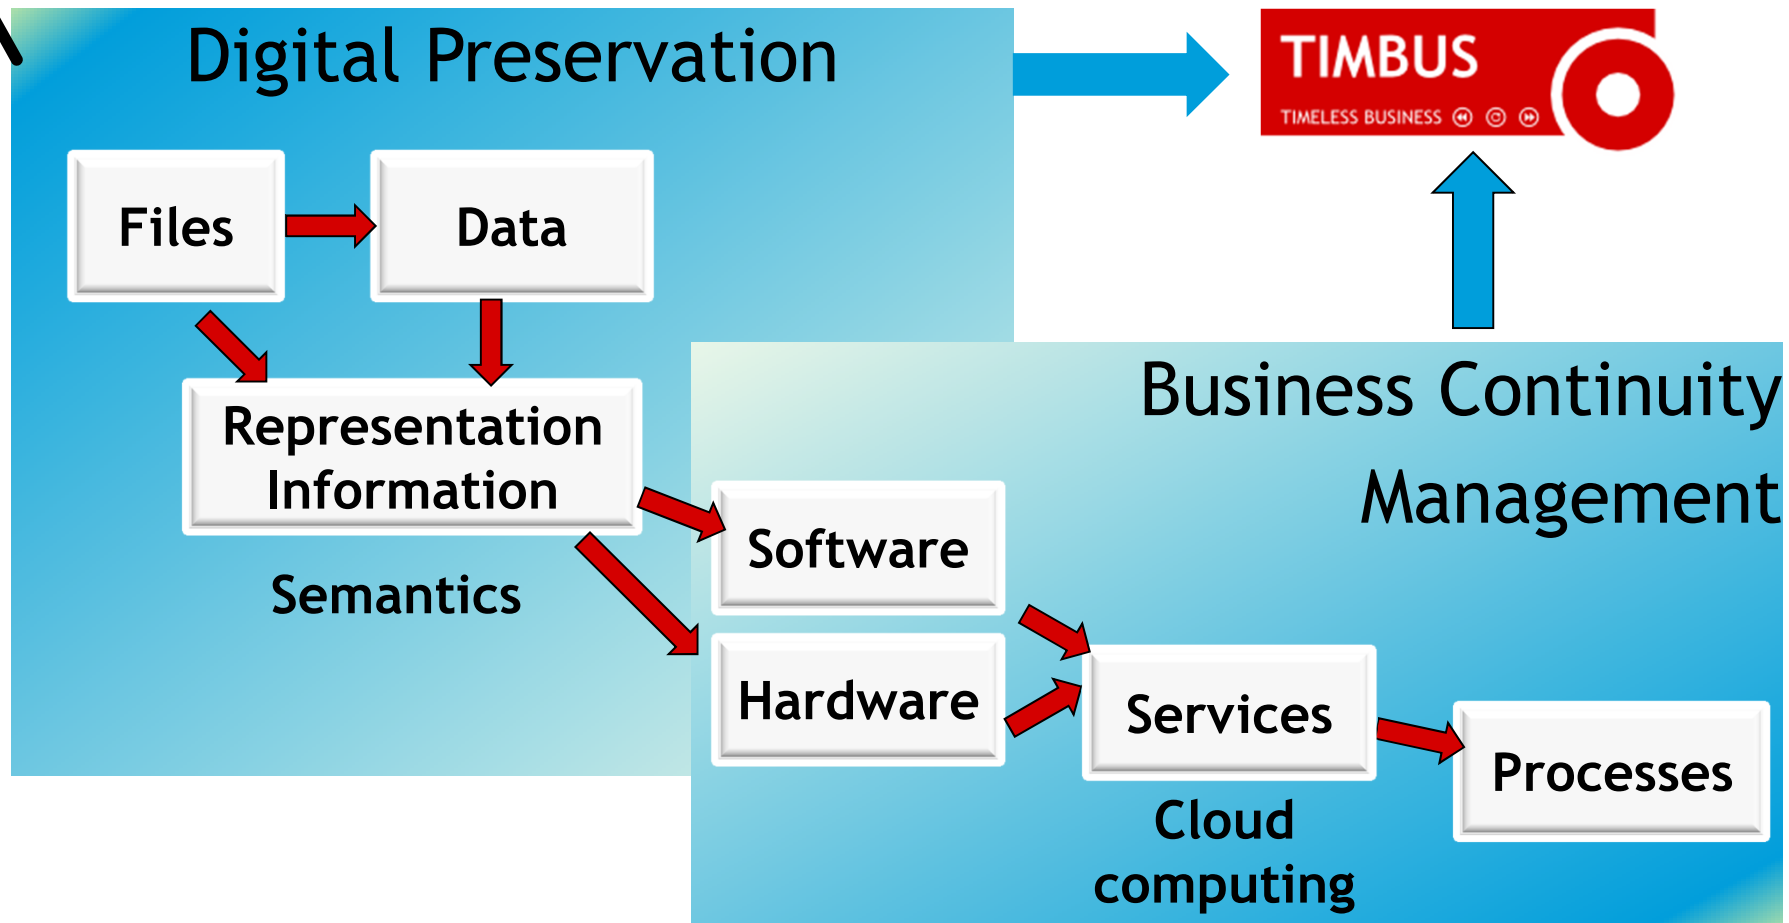 Digital Preservation
TIMBUS
TIMELESS BUSINESS
Files
Data
Representation
Information
Semantics
Business Continuity
Management
Software
Hardware
Services
Cloud
computing
Processes